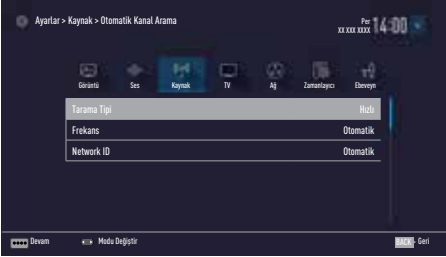 Ayarlar > Kaynak > Otomatik Kanal Arama
Per 14:00
XX XXX XXXX
Görüntü Ses Kaynak TV Ağ Zamanlayıcı Ebeveyn
Tarama Tipi Hızlı
Frekans Otomatik
Network ID Otomatik
Devam Modu Değiştir BACK - Geri